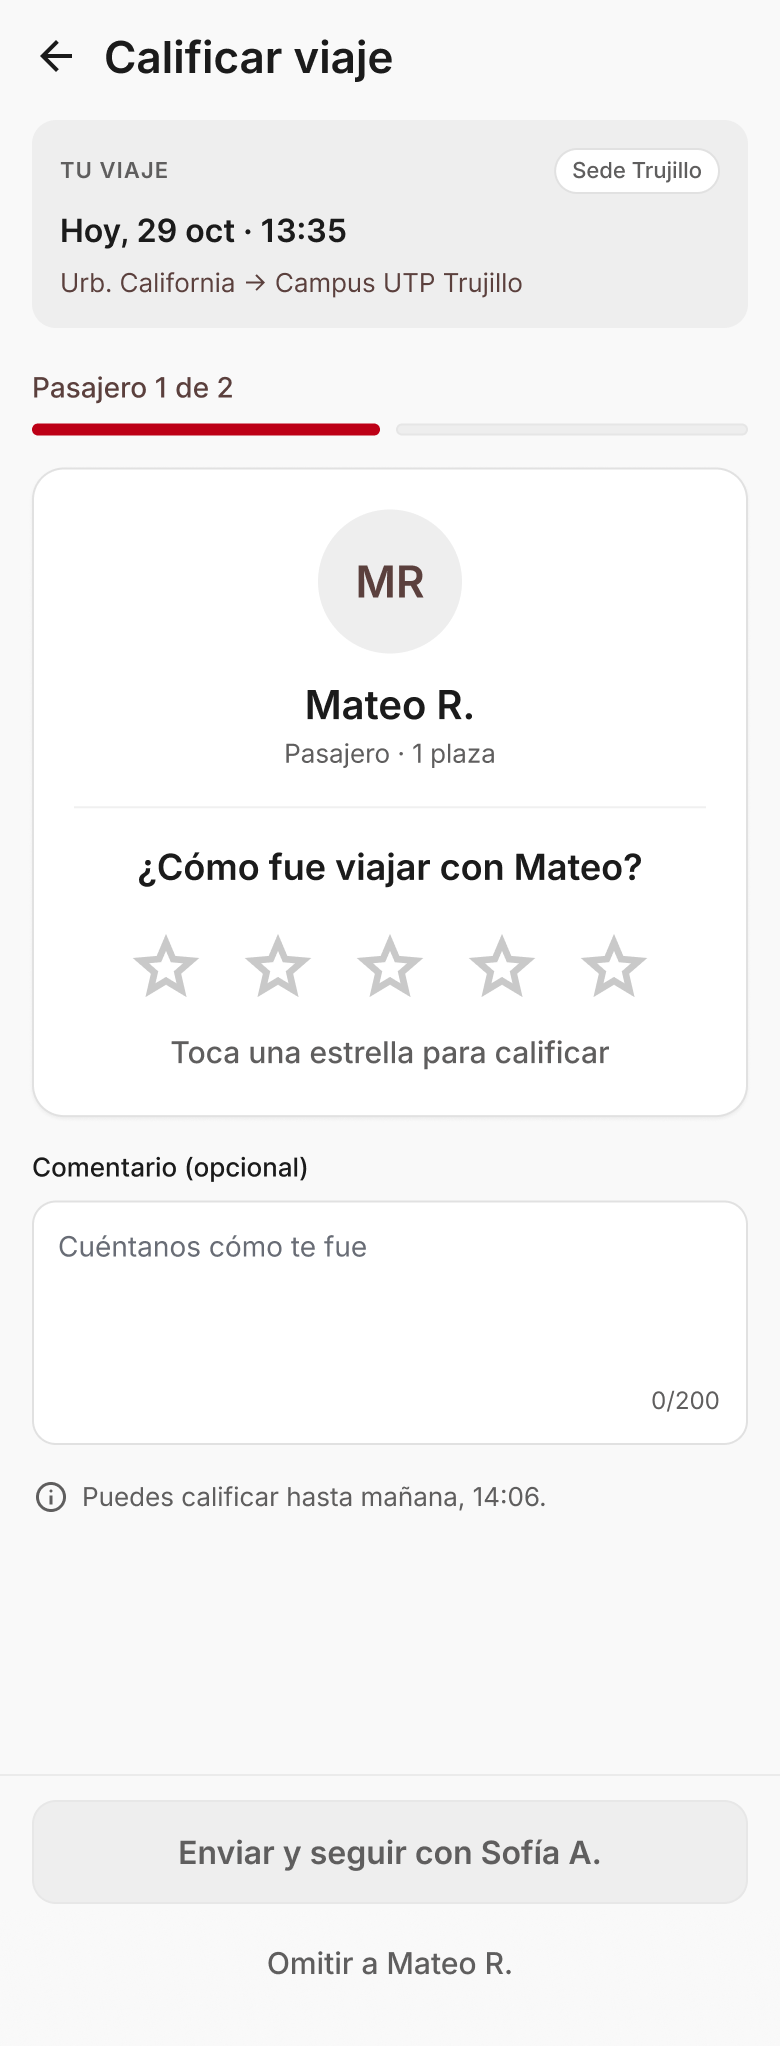 Calificar viaje
TU VIAJE
Sede Trujillo
Hoy, 29 oct · 13:35
Urb. California → Campus UTP Trujillo
Pasajero 1 de 2
MR
Mateo R.
Pasajero · 1 plaza
¿Cómo fue viajar con Mateo?
Toca una estrella para calificar
Comentario (opcional)
Cuéntanos cómo te fue
0/200
Puedes calificar hasta mañana, 14:06.
Enviar y seguir con Sofía A.
Omitir a Mateo R.